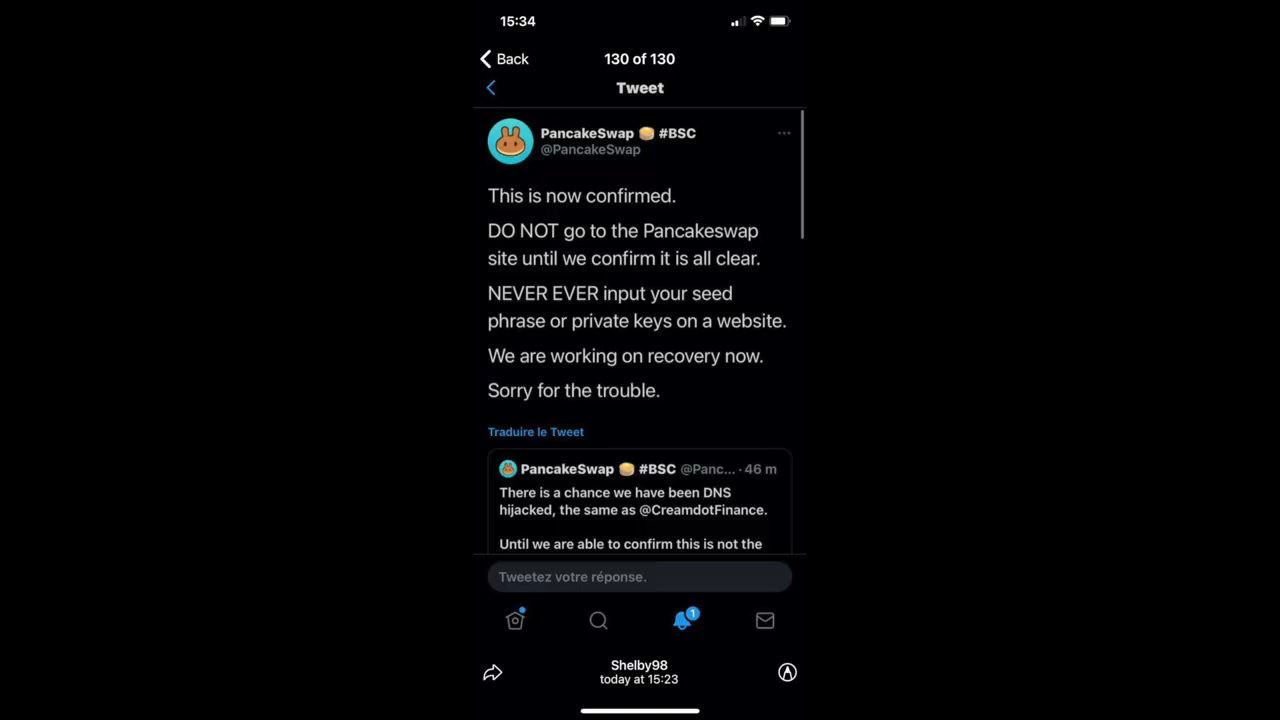 15:34
Back
130 of 130
Tweet
PancakeSwap 🥞 #BSC
@PancakeSwap
This is now confirmed.
DO NOT go to the Pancakeswap
site until we confirm it is all clear.
NEVER EVER input your seed
phrase or private keys on a website.
We are working on recovery now.
Sorry for the trouble.
Traduire le Tweet
PancakeSwap 🥞 #BSC @Panc... · 46 m
There is a chance we have been DNS
hijacked, the same as @CreamdotFinance.
Until we are able to confirm this is not the
Tweetez votre réponse.
1
Shelby98
today at 15:23